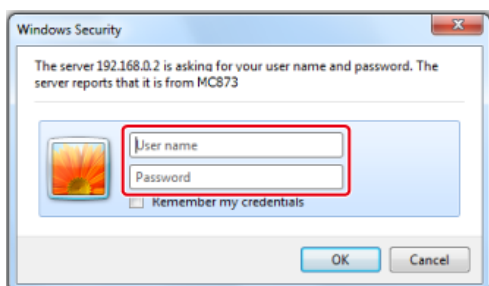 Windows Security
The server 192.168.0.2 is asking for your user name and password. The
server reports that it is from MC873
User name
Password
Remember my credentials
OK Cancel